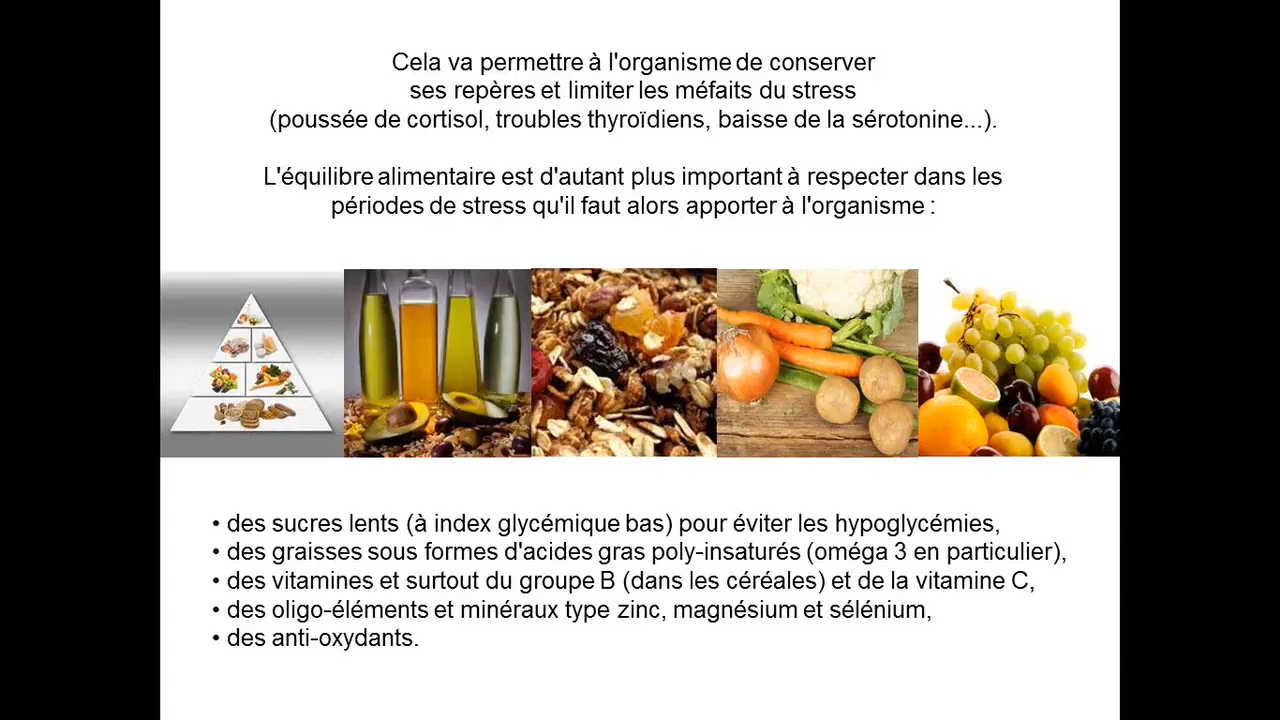 Cela va permettre à l'organisme de conserver
ses repères et limiter les méfaits du stress
(poussée de cortisol, troubles thyroïdiens, baisse de la sérotonine...).
L'équilibre alimentaire est d'autant plus important à respecter dans les
périodes de stress qu'il faut alors apporter à l'organisme :
• des sucres lents (à index glycémique bas) pour éviter les hypoglycémies,
• des graisses sous formes d'acides gras poly-insaturés (oméga 3 en particulier),
• des vitamines et surtout du groupe B (dans les céréales) et de la vitamine C,
• des oligo-éléments et minéraux type zinc, magnésium et sélénium,
• des anti-oxydants.